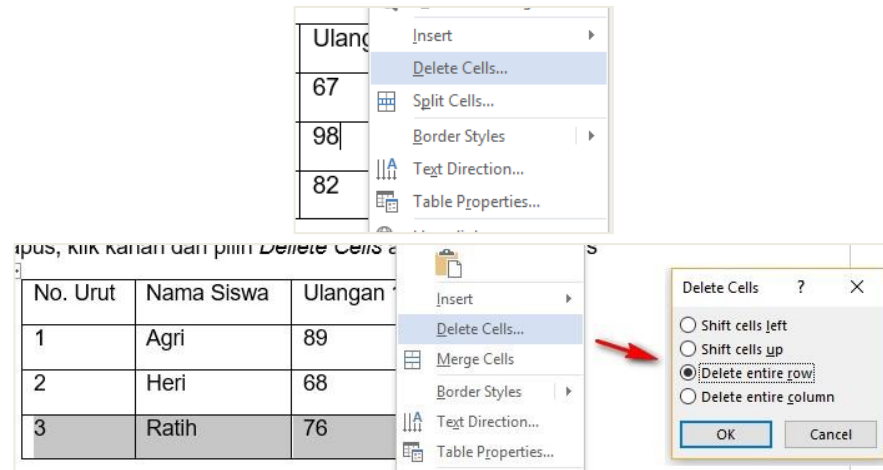 Ulang
Insert
Delete Cells...
67
Split Cells...
98
Border Styles
Text Direction...
82
Table Properties...
klik kanan dan pilih Dellete Cells
No. Urut Nama Siswa Ulangan
1 Agri 89
2 Heri 68
3 Ratih 76
Insert
Delete Cells...
Merge Cells
Border Styles
Text Direction...
Table Properties...
Delete Cells ? X
Shift cells left
Shift cells up
Delete entire row
Delete entire column
OK Cancel